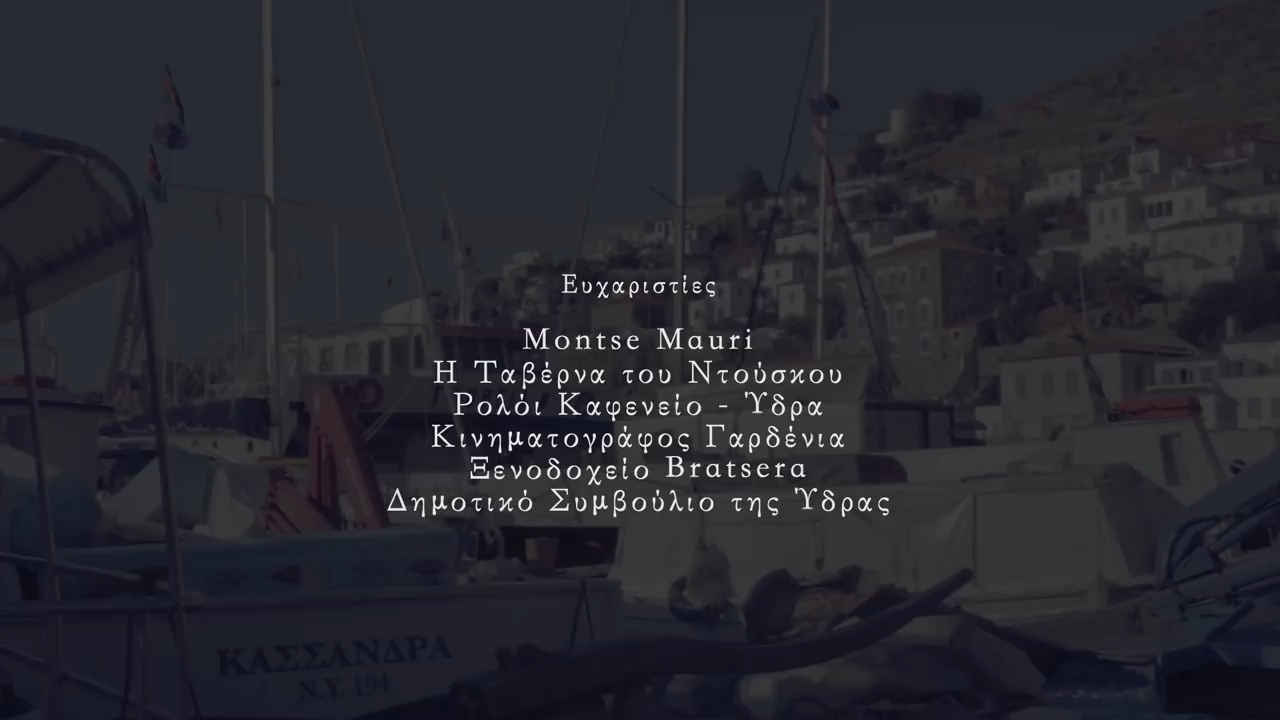 Ευχαριστίες
Montse Mauri
Η Ταβέρνα του Ντούσκου
Ρολόι Καφενείο - Ύδρα
Κινηματογράφος Γαρδένια
Ξενοδοχείο Bratsera
Δημοτικό Συμβούλιο της Ύδρας
ΚΑΣΣΑΝΔΡΑ
Ν.Υ. 194